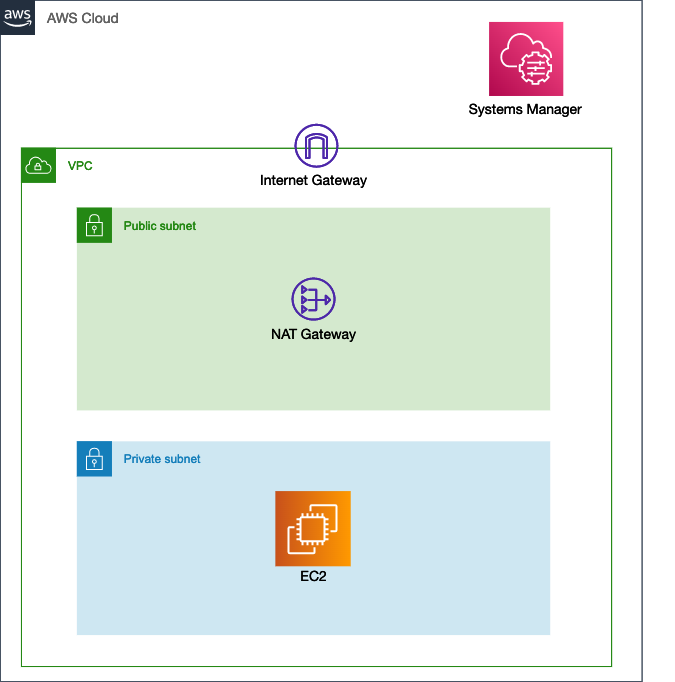 aws
AWS Cloud
Systems Manager
VPC
Internet Gateway
Public subnet
NAT Gateway
Private subnet
EC2